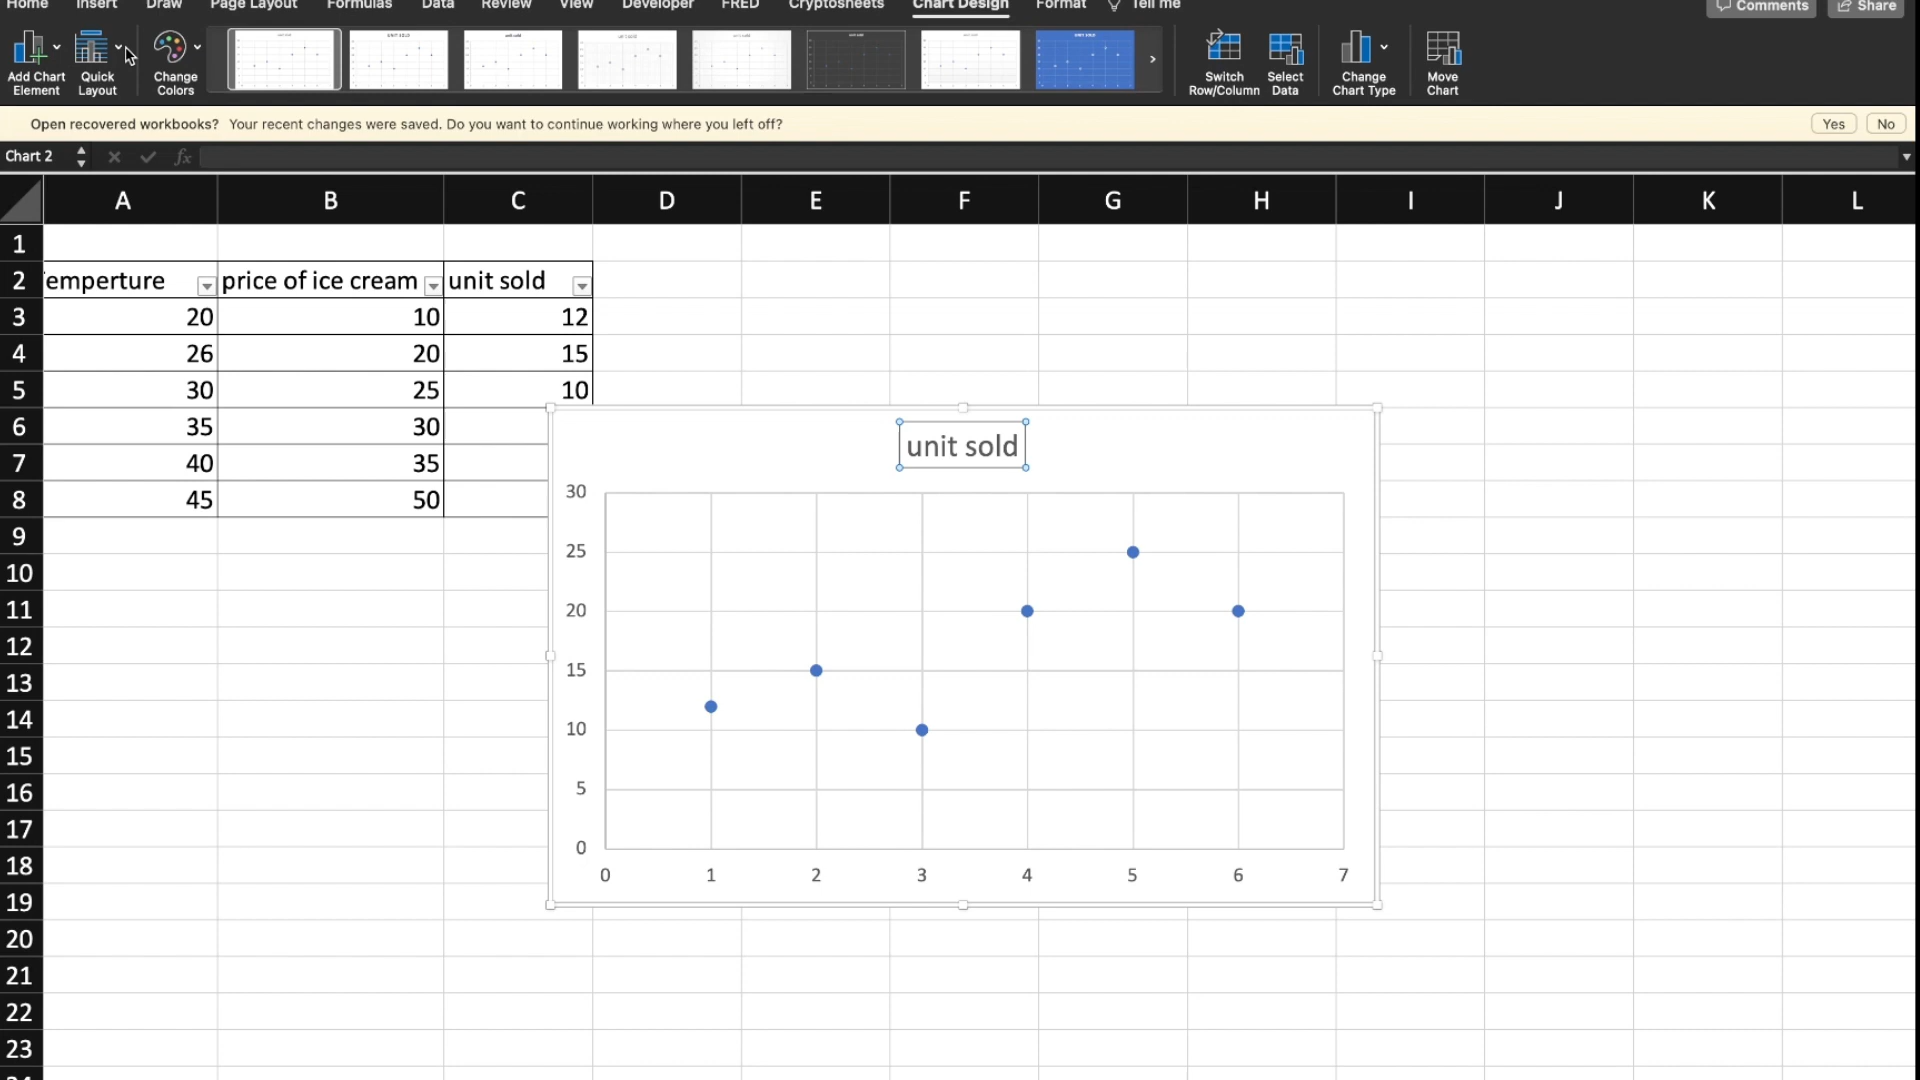 Home Insert Draw Page Layout Formulas Data Review View Developer FRED Cryptosheets Chart Design Format Tell me Comments Share
Add Chart Element
Quick Layout
Change Colors
Switch Row/Column
Select Data
Change Chart Type
Move Chart
Open recovered workbooks? Your recent changes were saved. Do you want to continue working where you left off? Yes No
Chart 2 fx
A B C D E F G H I J K L
1
2 emperture price of ice cream unit sold
3 20 10 12
4 26 20 15
5 30 25 10
6 35 30
7 40 35
8 45 50
9
10
11
12
13
14
15
16
17
18
19
20
21
22
23
unit sold
30
25
20
15
10
5
0
0 1 2 3 4 5 6 7